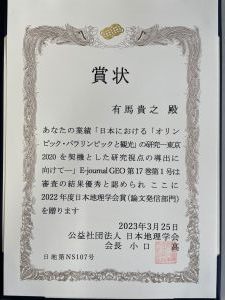 賞状
有馬貴之 殿
あなたの業績「日本における「オリン
ピック・パラリンピックと観光」の研究―東京
2020 を契機とした研究視点の導出に
向けて―」E-journal GEO 第17巻第1号は
審査の結果優秀と認められ ここに
2022年度日本地理学会賞(論文発信部門)
を贈ります
2023年3月25日
公益社団法人 日本地理学会
会長 小口 高
日地第NS107号